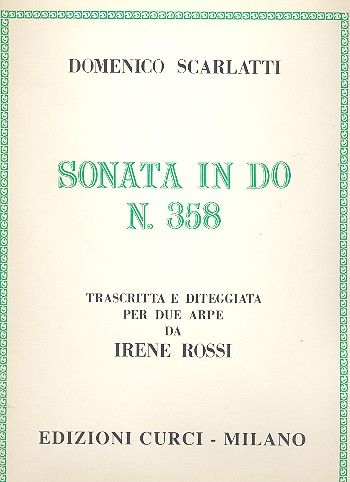 DOMENICO SCARLATTI
SONATA IN DO
N. 358
TRASCRITTA E DITEGGIATA
PER DUE ARPE
DA
IRENE ROSSI
EDIZIONI CURCI - MILANO